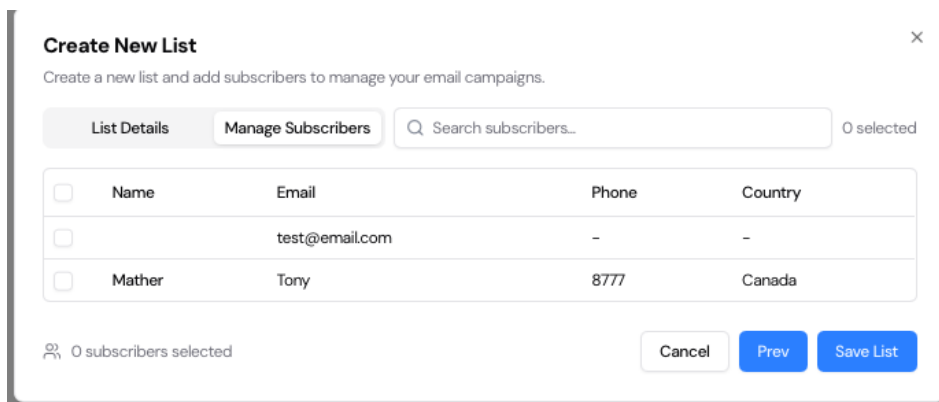 Create New List
Create a new list and add subscribers to manage your email campaigns.
List Details Manage Subscribers Search subscribers... 0 selected
Name Email Phone Country
test@email.com - -
Mather Tony 8777 Canada
0 subscribers selected Cancel Prev Save List